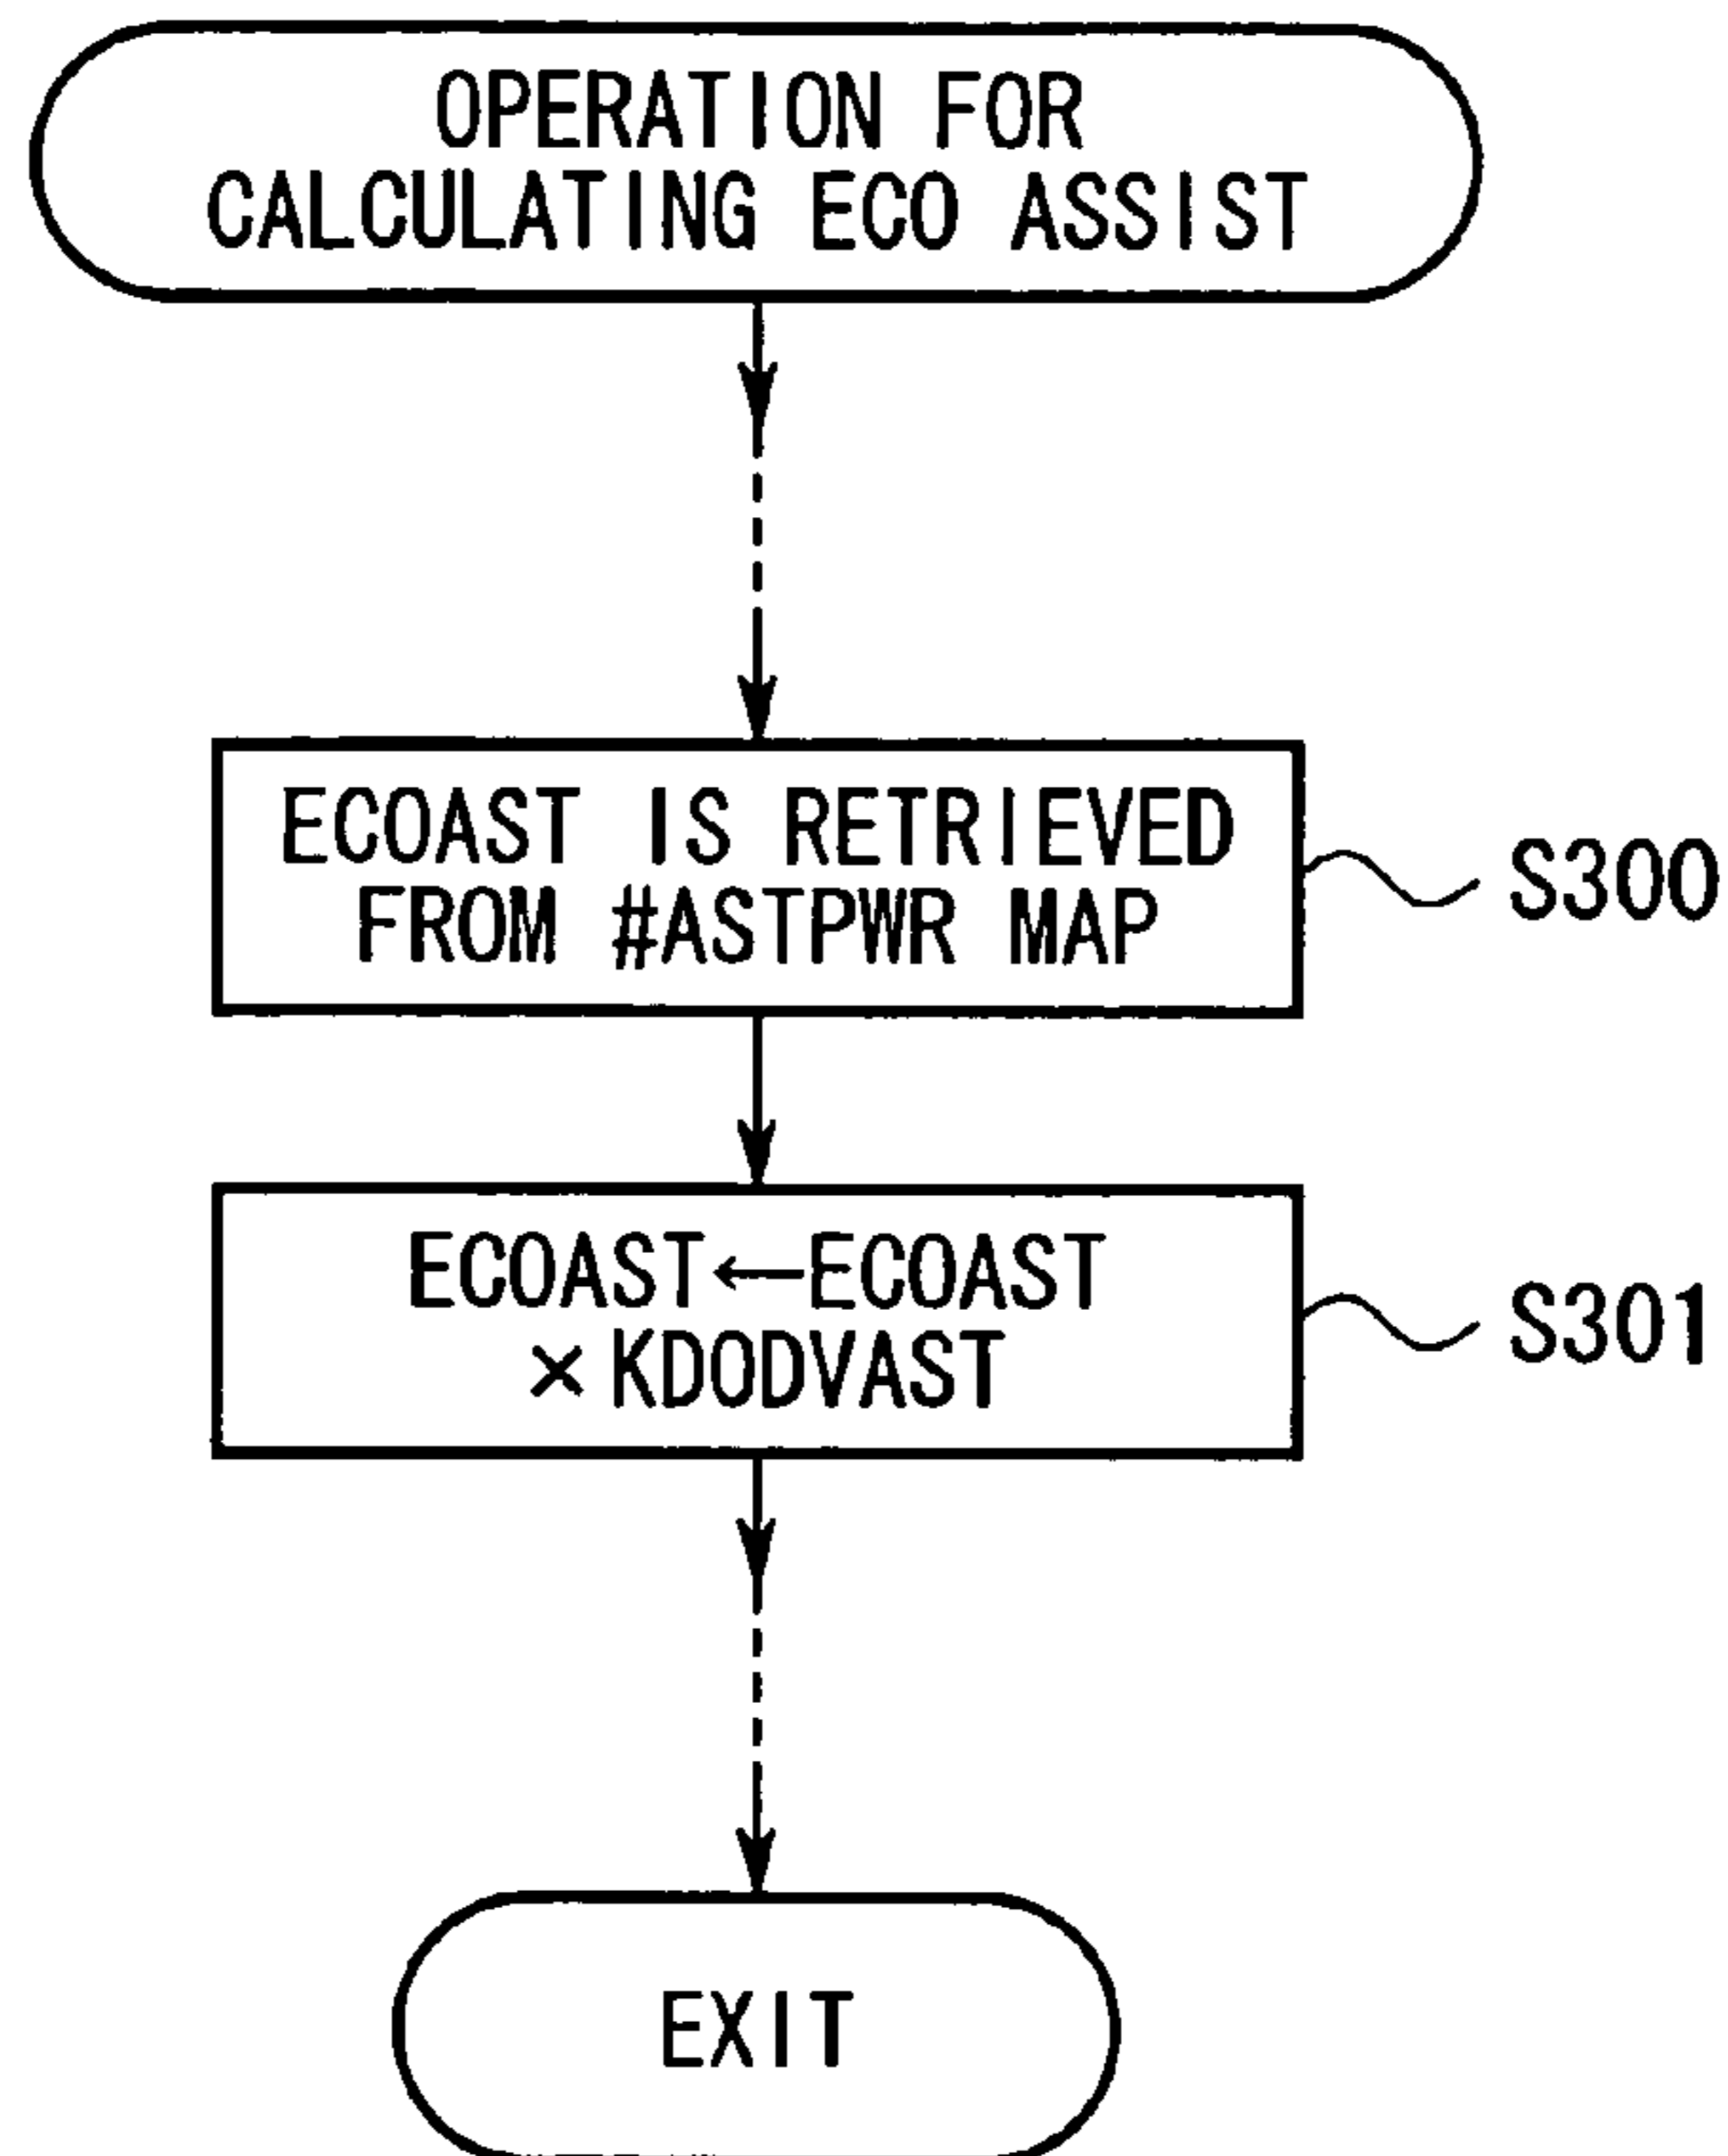 OPERATION FOR
CALCULATING ECO ASSIST
ECOAST IS RETRIEVED
FROM #ASTPWR MAP
S300
ECOAST←ECOAST
×KDODVAST
S301
EXIT